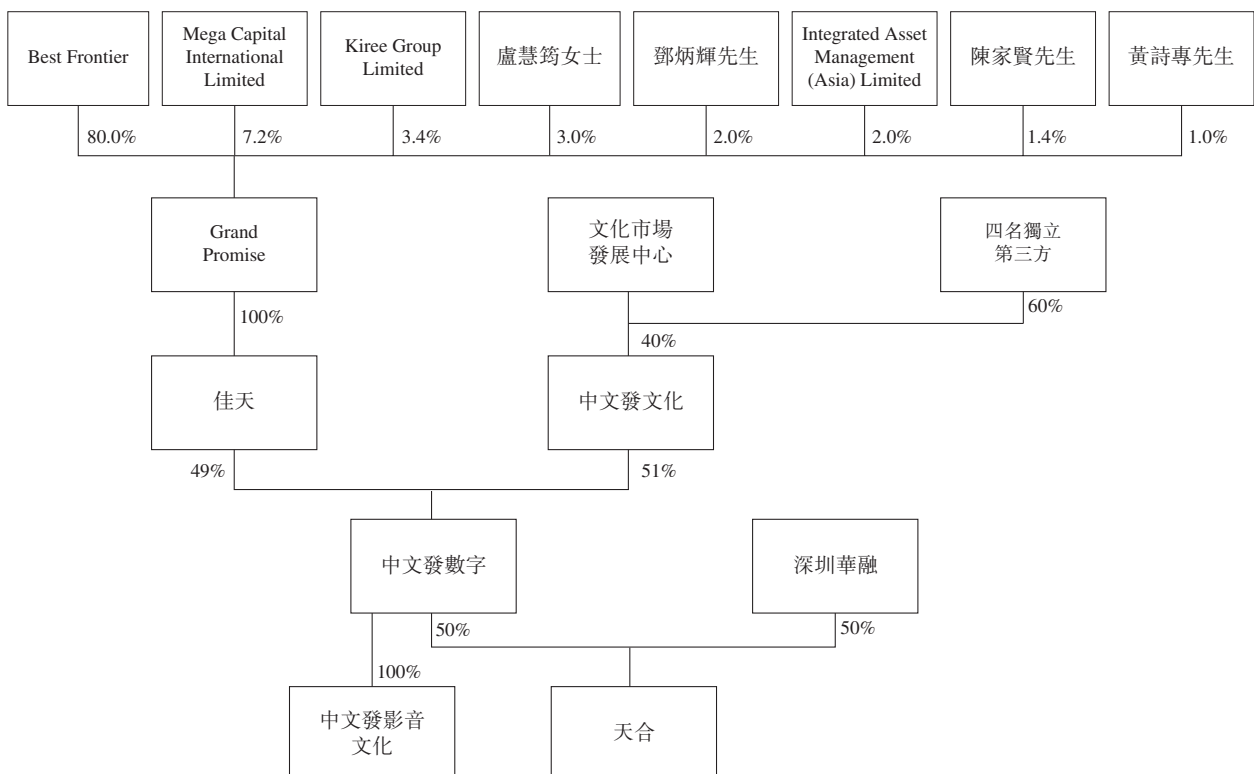 Best Frontier
Mega Capital
International
Limited
Kiree Group
Limited
盧慧筠女士
鄧炳輝先生
Integrated Asset
Management
(Asia) Limited
陳家賢先生
黃詩專先生
80.0%
7.2%
3.4%
3.0%
2.0%
2.0%
1.4%
1.0%
Grand
Promise
文化市場
發展中心
四名獨立
第三方
100%
60%
40%
佳天
中文發文化
49%
51%
中文發數字
深圳華融
50%
50%
100%
中文發影音
文化
天合